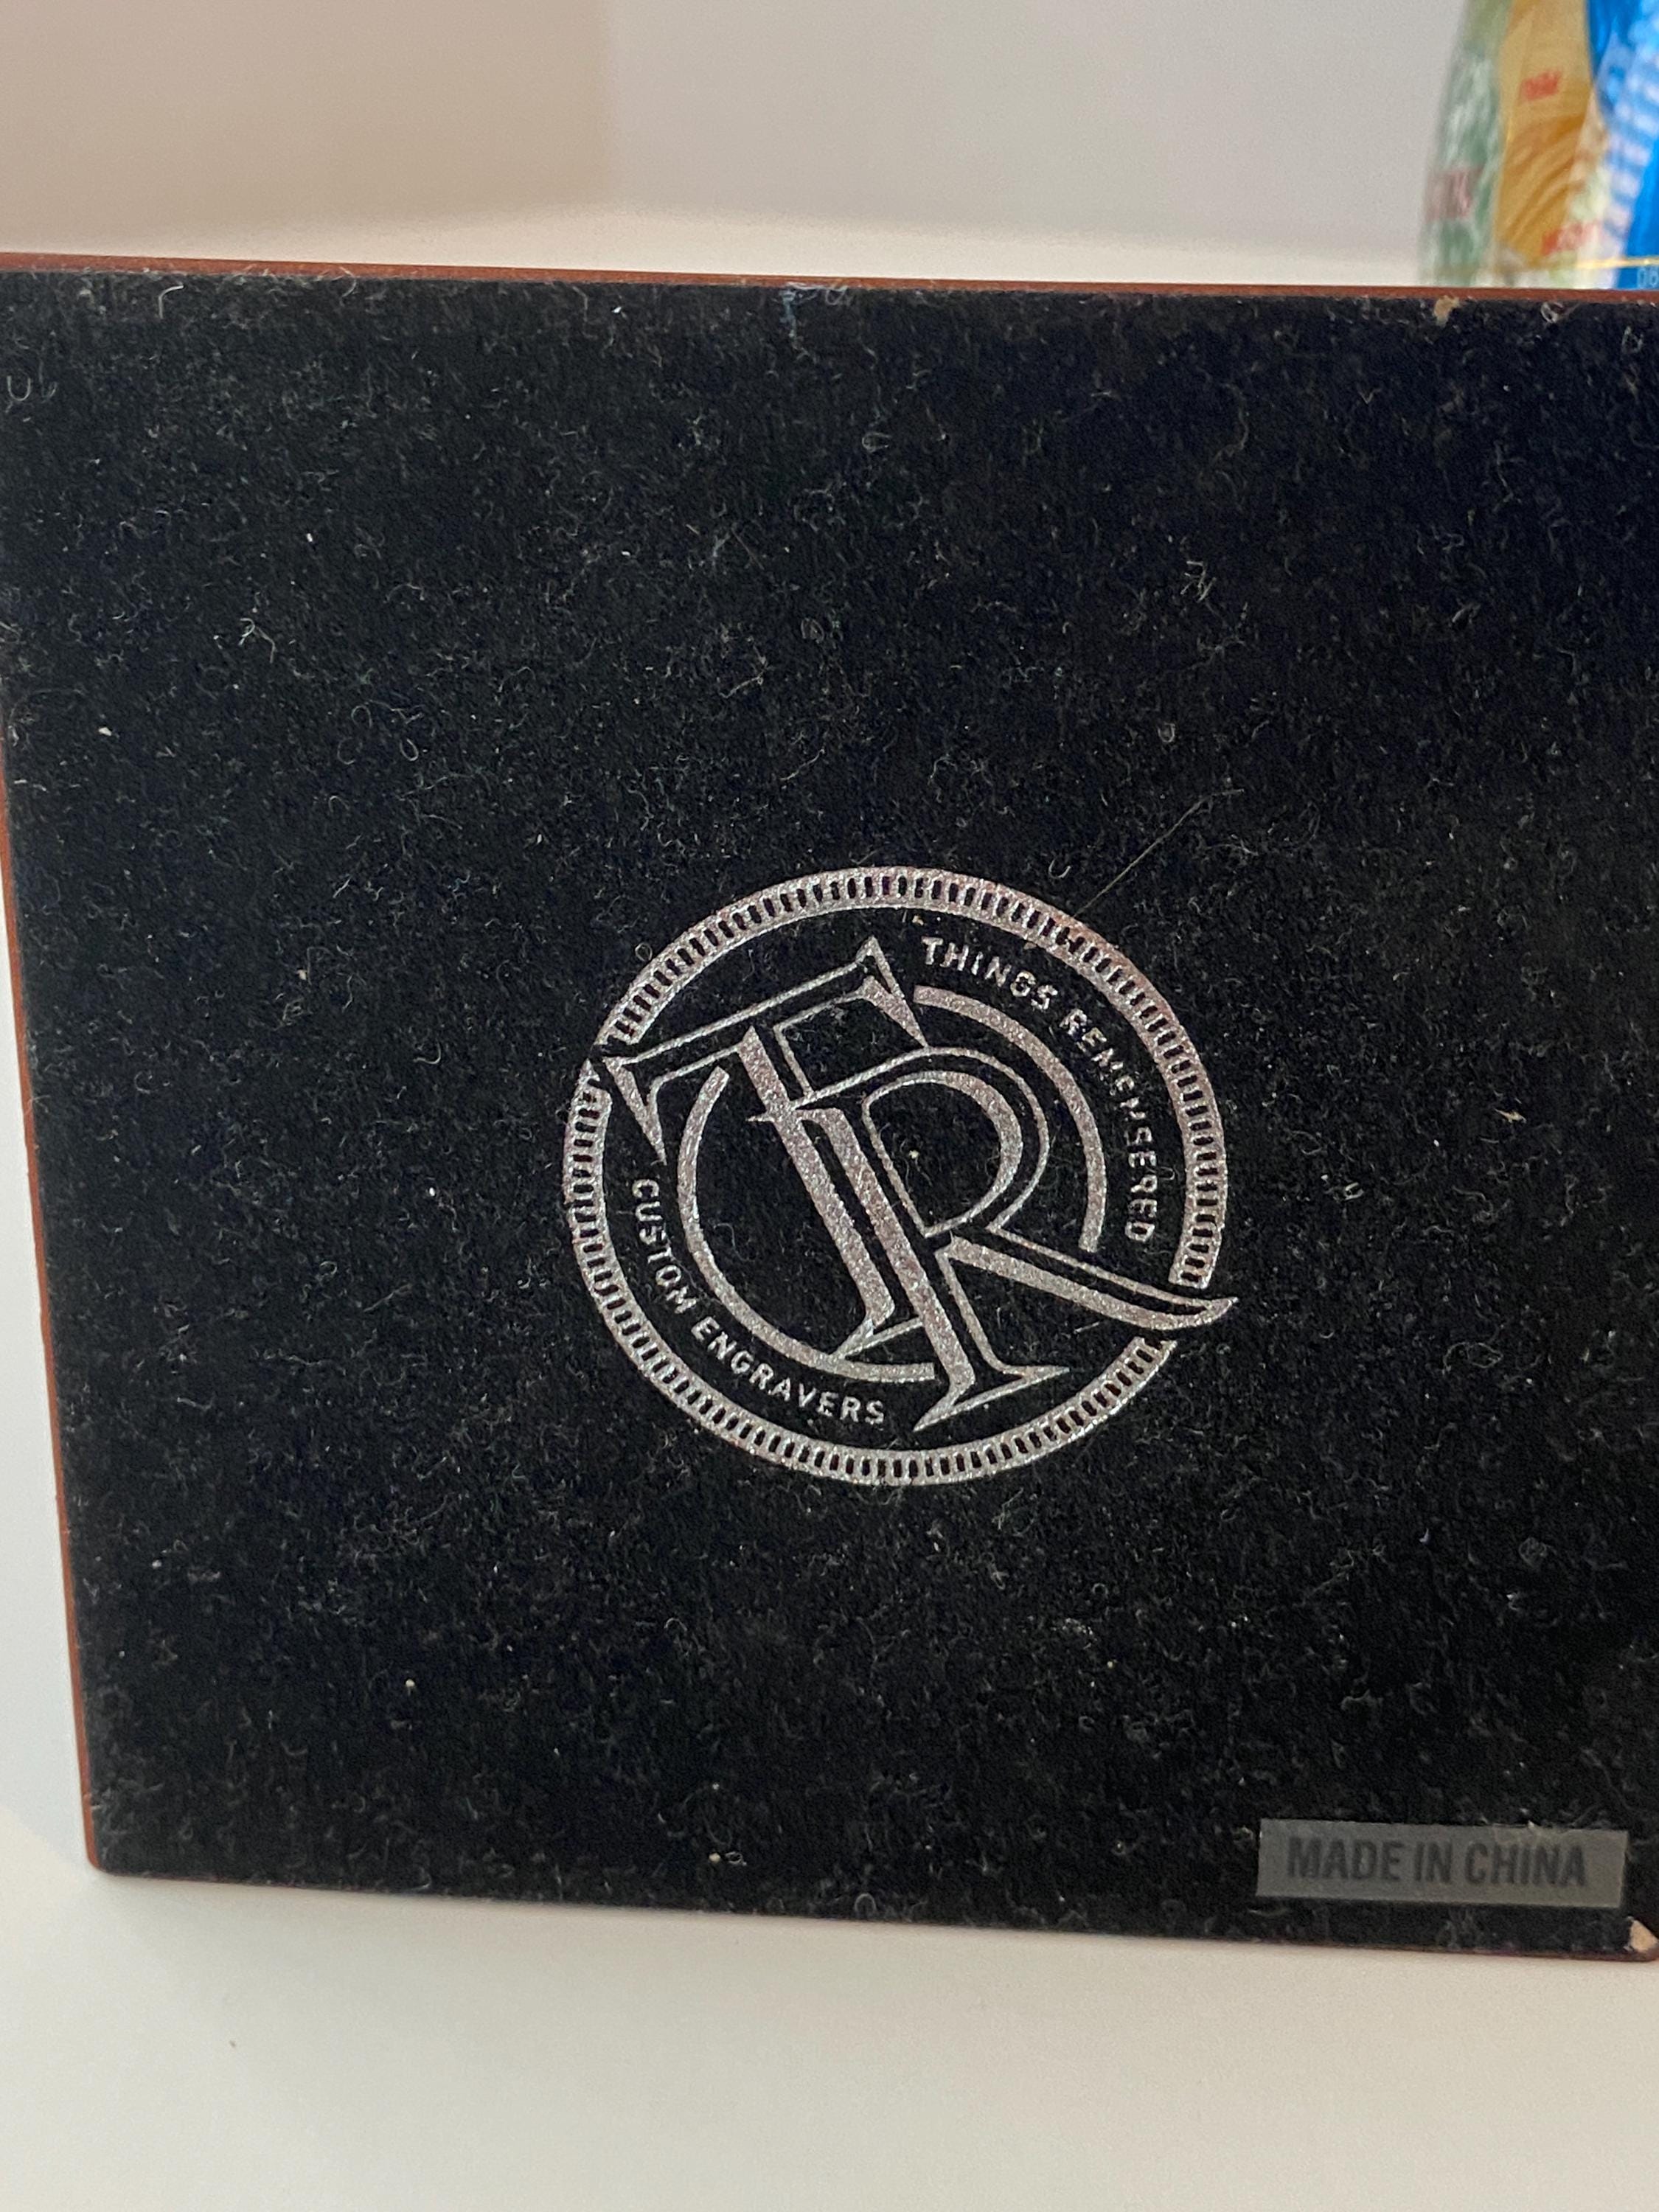 THINGS REMEMBERED
TR
CUSTOM ENGRAVERS
MADE IN CHINA